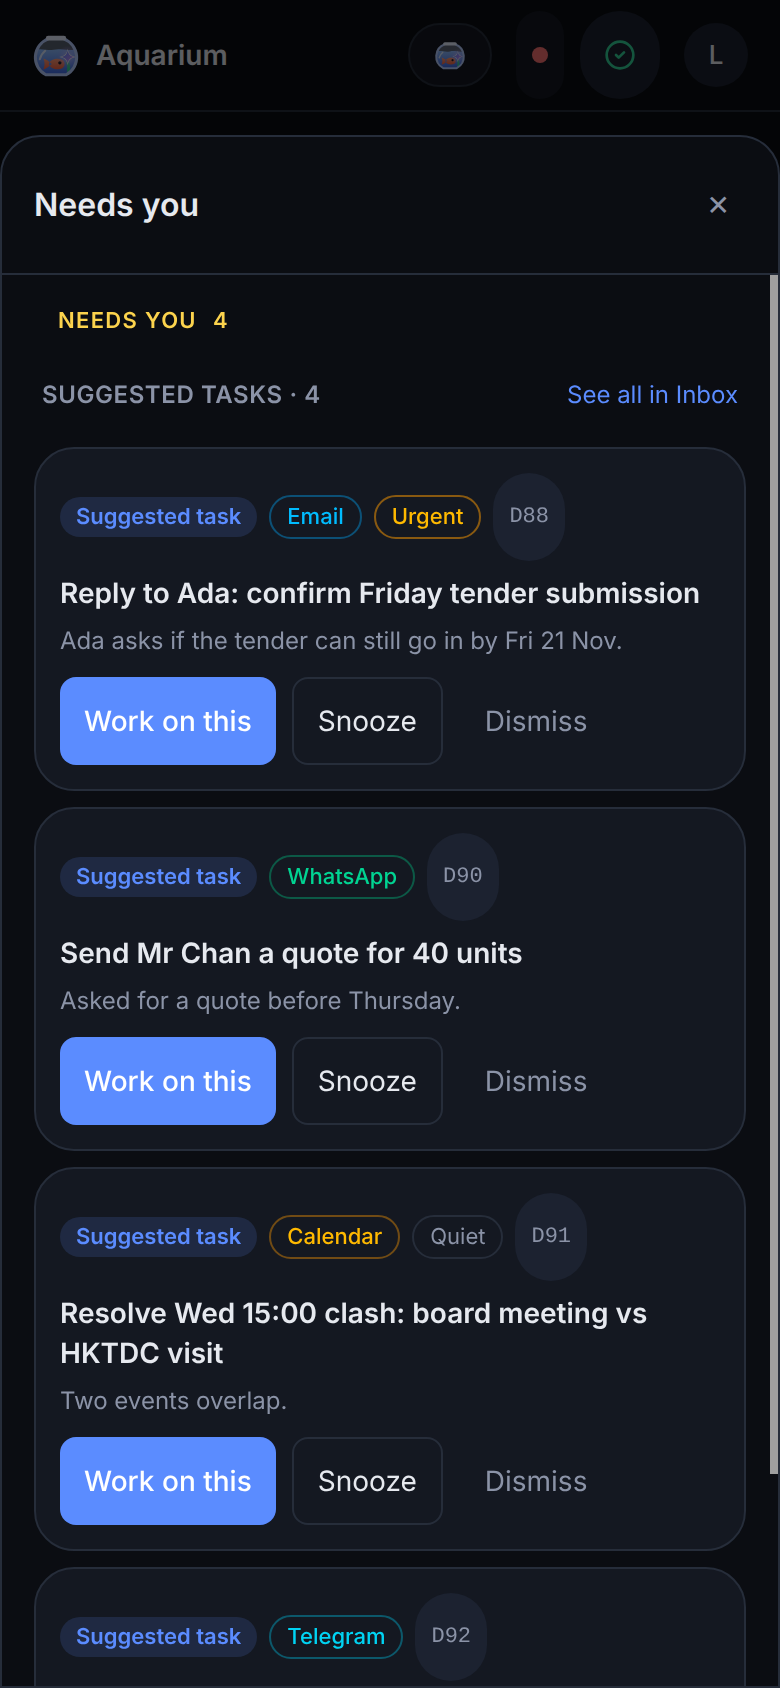 Aquarium
L
Needs you
×
NEEDS YOU 4
SUGGESTED TASKS · 4
See all in Inbox
Suggested task Email Urgent D88
Reply to Ada: confirm Friday tender submission
Ada asks if the tender can still go in by Fri 21 Nov.
Work on this Snooze Dismiss
Suggested task WhatsApp D90
Send Mr Chan a quote for 40 units
Asked for a quote before Thursday.
Work on this Snooze Dismiss
Suggested task Calendar Quiet D91
Resolve Wed 15:00 clash: board meeting vs
HKTDC visit
Two events overlap.
Work on this Snooze Dismiss
Suggested task Telegram D92